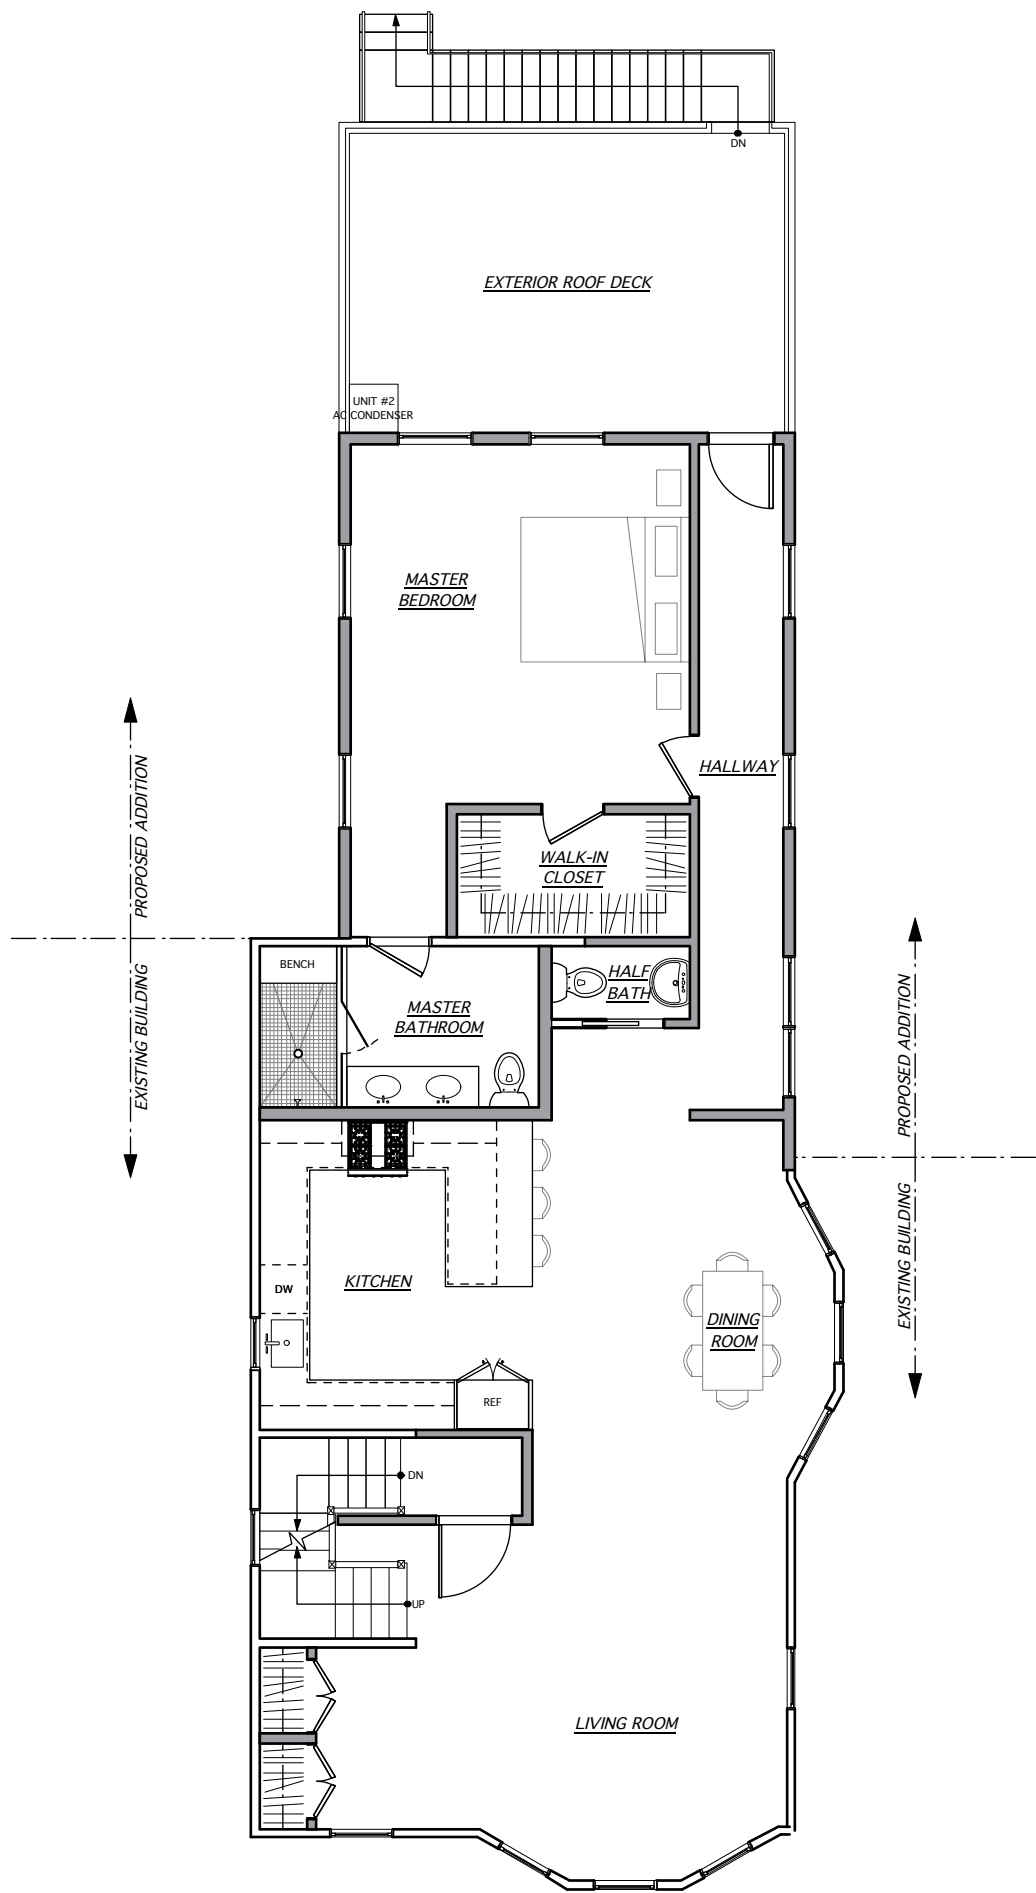 DN
EXTERIOR ROOF DECK
UNIT #2
AC CONDENSER
MASTER
BEDROOM
HALLWAY
PROPOSED ADDITION
EXISTING BUILDING
WALK-IN
CLOSET
BENCH
MASTER
BATHROOM
HALF
BATH
PROPOSED ADDITION
EXISTING BUILDING
KITCHEN
DW
DINING
ROOM
REF
DN
UP
LIVING ROOM